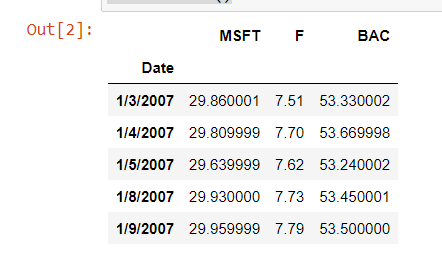 Out[2]:
MSFT F BAC
Date
1/3/2007 29.860001 7.51 53.330002
1/4/2007 29.809999 7.70 53.669998
1/5/2007 29.639999 7.62 53.240002
1/8/2007 29.930000 7.73 53.450001
1/9/2007 29.959999 7.79 53.500000